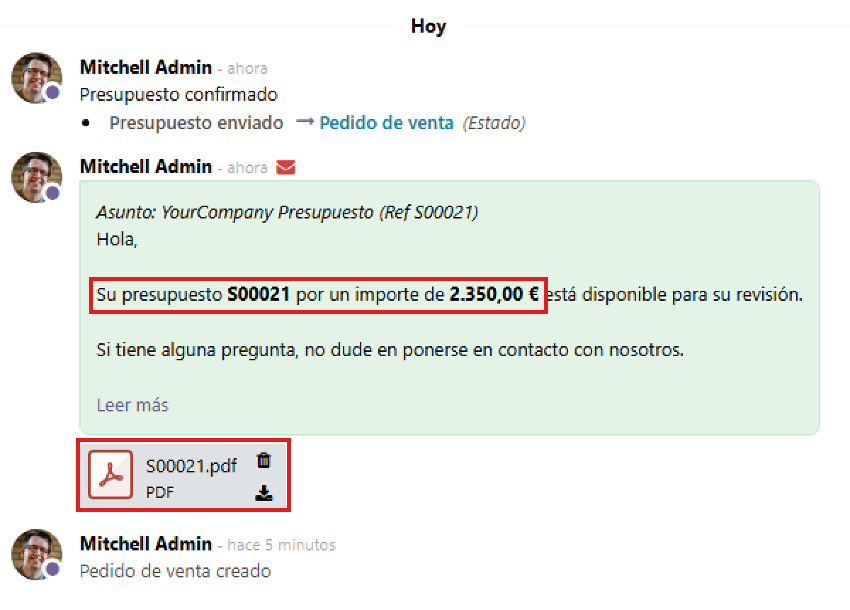 Hoy
Mitchell Admin - ahora
Presupuesto confirmado
• Presupuesto enviado → Pedido de venta (Estado)
Mitchell Admin - ahora
Asunto: YourCompany Presupuesto (Ref S00021)
Hola,
Su presupuesto S00021 por un importe de 2.350,00 € está disponible para su revisión.
Si tiene alguna pregunta, no dude en ponerse en contacto con nosotros.
Leer más
S00021.pdf
PDF
Mitchell Admin - hace 5 minutos
Pedido de venta creado